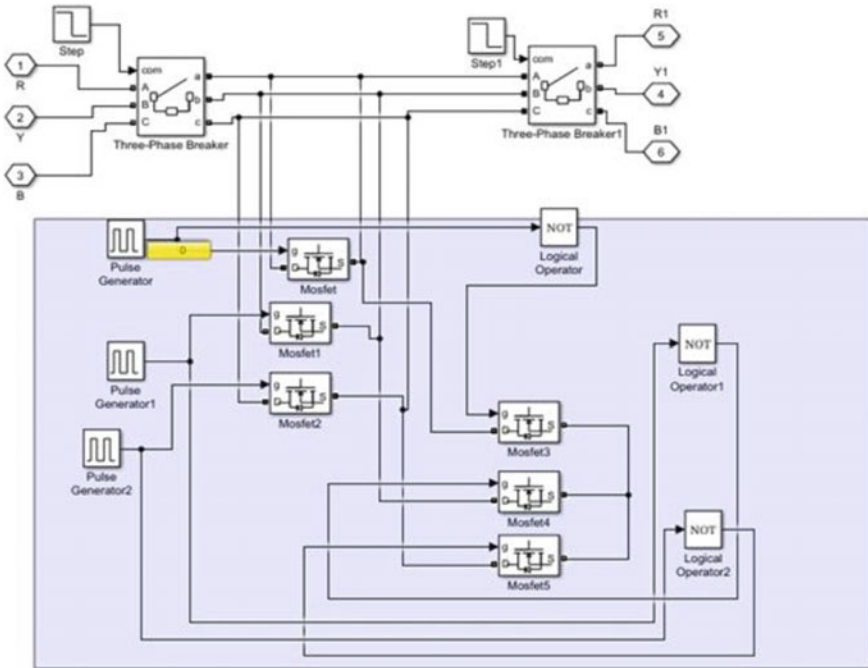 R1
Step
com
A
B
C
a
b
c
Three-Phase Breaker
1
R
2
Y
3
B
Step1
com
A
B
C
a
b
c
Three-Phase Breaker1
5
Y1
4
B1
6
Pulse
Generator
0
g
D
S
Mosfet
NOT
Logical
Operator
g
D
S
Mosfet1
Pulse
Generator1
NOT
Logical
Operator1
g
D
S
Mosfet2
Pulse
Generator2
g
D
S
Mosfet3
g
D
S
Mosfet4
NOT
Logical
Operator2
g
D
S
Mosfet5